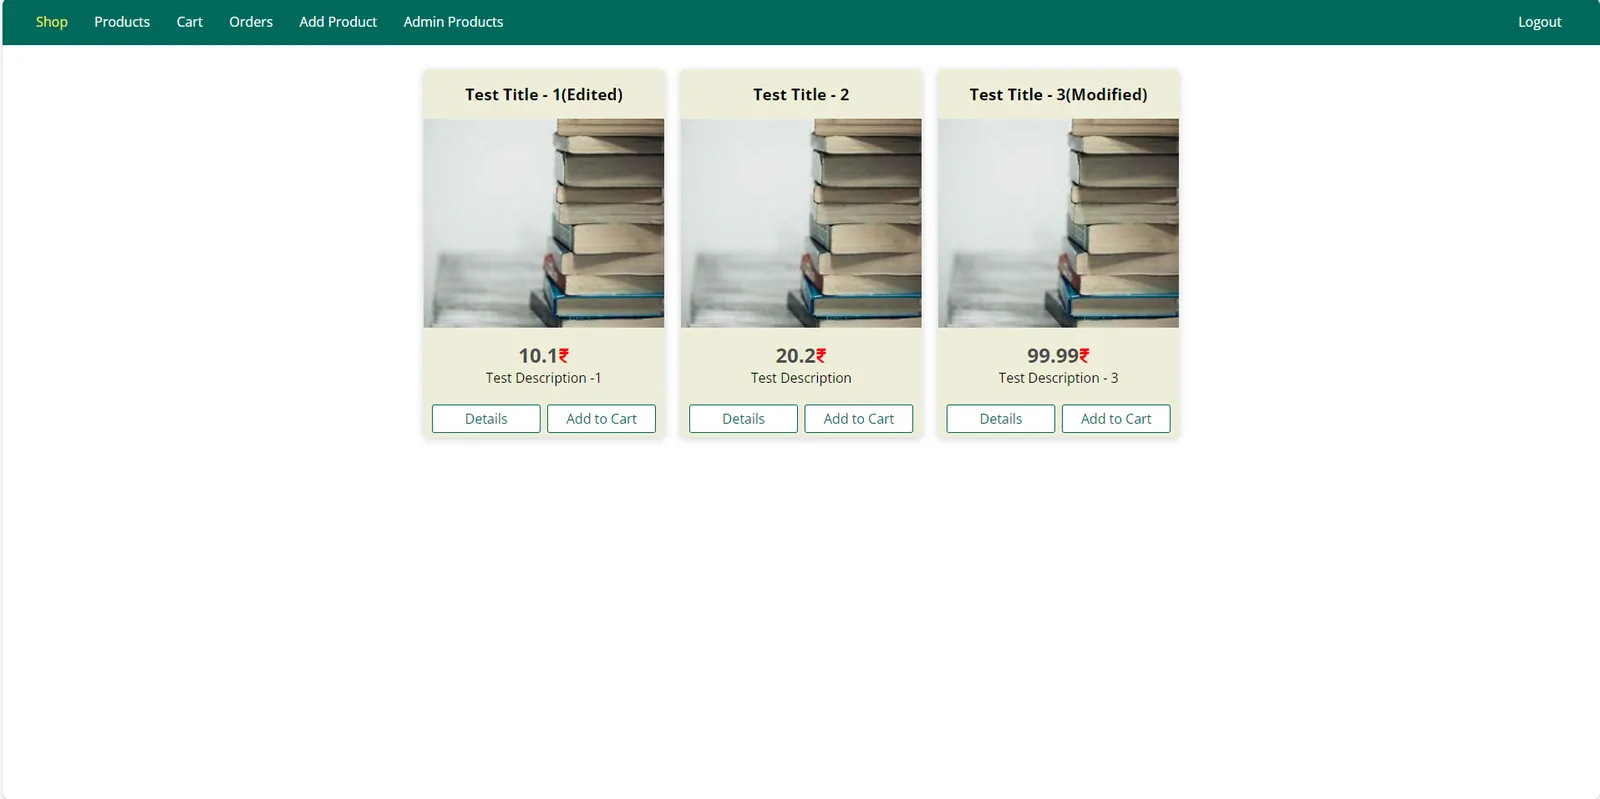 Shop Products Cart Orders Add Product Admin Products Logout
Test Title - 1(Edited)
10.1₹
Test Description -1
Details Add to Cart
Test Title - 2
20.2₹
Test Description
Details Add to Cart
Test Title - 3(Modified)
99.99₹
Test Description - 3
Details Add to Cart